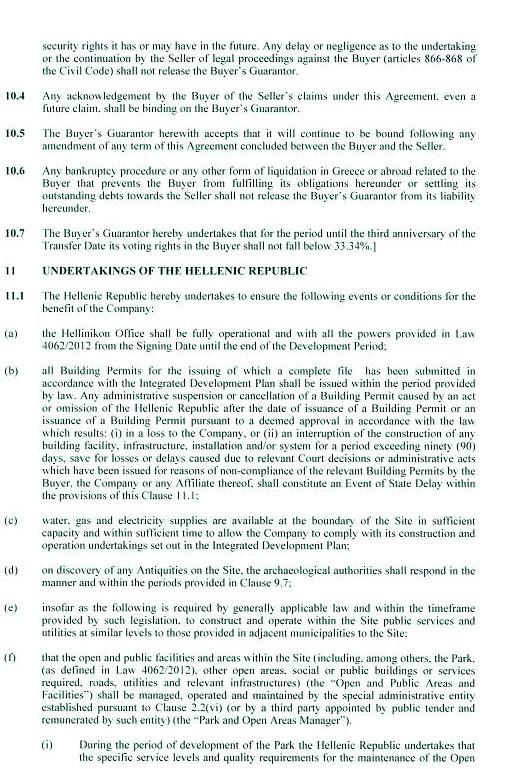 security rights it has or may have in the future. Any delay or negligence as to the undertaking
or the continuation by the Seller of legal proceedings against the Buyer (articles 866-868 of
the Civil Code) shall not release the Buyer's Guarantor.
10.4 Any acknowledgement by the Buyer of the Seller's claims under this Agreement, even a
future claim, shall be binding on the Buyer's Guarantor.
10.5 The Buyer's Guarantor herewith accepts that it will continue to be bound following any
amendment of any term of this Agreement concluded between the Buyer and the Seller.
10.6 Any bankruptcy procedure or any other form of liquidation in Greece or abroad related to the
Buyer that prevents the Buyer from fulfilling its obligations hereunder or settling its
outstanding debts towards the Seller shall not release the Buyer's Guarantor from its liability
hereunder.
10.7 The Buyer's Guarantor hereby undertakes that for the period until the third anniversary of the
Transfer Date its voting rights in the Buyer shall not fall below 33.34%.]
11 UNDERTAKINGS OF THE HELLENIC REPUBLIC
11.1 The Hellenic Republic hereby undertakes to ensure the following events or conditions for the
benefit of the Company:
(a) the Hellinikon Office shall be fully operational and with all the powers provided in Law
4062/2012 from the Signing Date until the end of the Development Period;
(b) all Building Permits for the issuing of which a complete file has been submitted in
accordance with the Integrated Development Plan shall be issued within the period provided
by law. Any administrative suspension or cancellation of a Building Permit caused by an act
or omission of the Hellenic Republic after the date of issuance of a Building Permit or an
issuance of a Building Permit pursuant to a deemed approval in accordance with the law
which results: (i) in a loss to the Company, or (ii) an interruption of the construction of any
building facility, infrastructure, installation and/or system for a period exceeding ninety (90)
days, save for losses or delays caused due to relevant Court decisions or administrative acts
which have been issued for reasons of non-compliance of the relevant Building Permits by the
Buyer, the Company or any Affiliate thereof, shall constitute an Event of State Delay within
the provisions of this Clause 11.1;
(c) water, gas and electricity supplies are available at the boundary of the Site in sufficient
capacity and within sufficient time to allow the Company to comply with its construction and
operation undertakings set out in the Integrated Development Plan;
(d) on discovery of any Antiquities on the Site, the archaeological authorities shall respond in the
manner and within the periods provided in Clause 9.7;
(e) insofar as the following is required by generally applicable law and within the timeframe
provided by such legislation, to construct and operate within the Site public services and
utilities at similar levels to those provided in adjacent municipalities to the Site;
(f) that the open and public facilities and areas within the Site (including, among others, the Park,
(as defined in Law 4062/2012), other open areas, social or public buildings or services
required, roads, utilities and relevant infrastructures) (the "Open and Public Areas and
Facilities") shall be managed, operated and maintained by the special administrative entity
established pursuant to Clause 2.2(vi) (or by a third party appointed by public tender and
remunerated by such entity) (the "Park and Open Areas Manager").
(i) During the period of development of the Park the Hellenic Republic undertakes that
the specific service levels and quality requirements for the maintenance of the Open